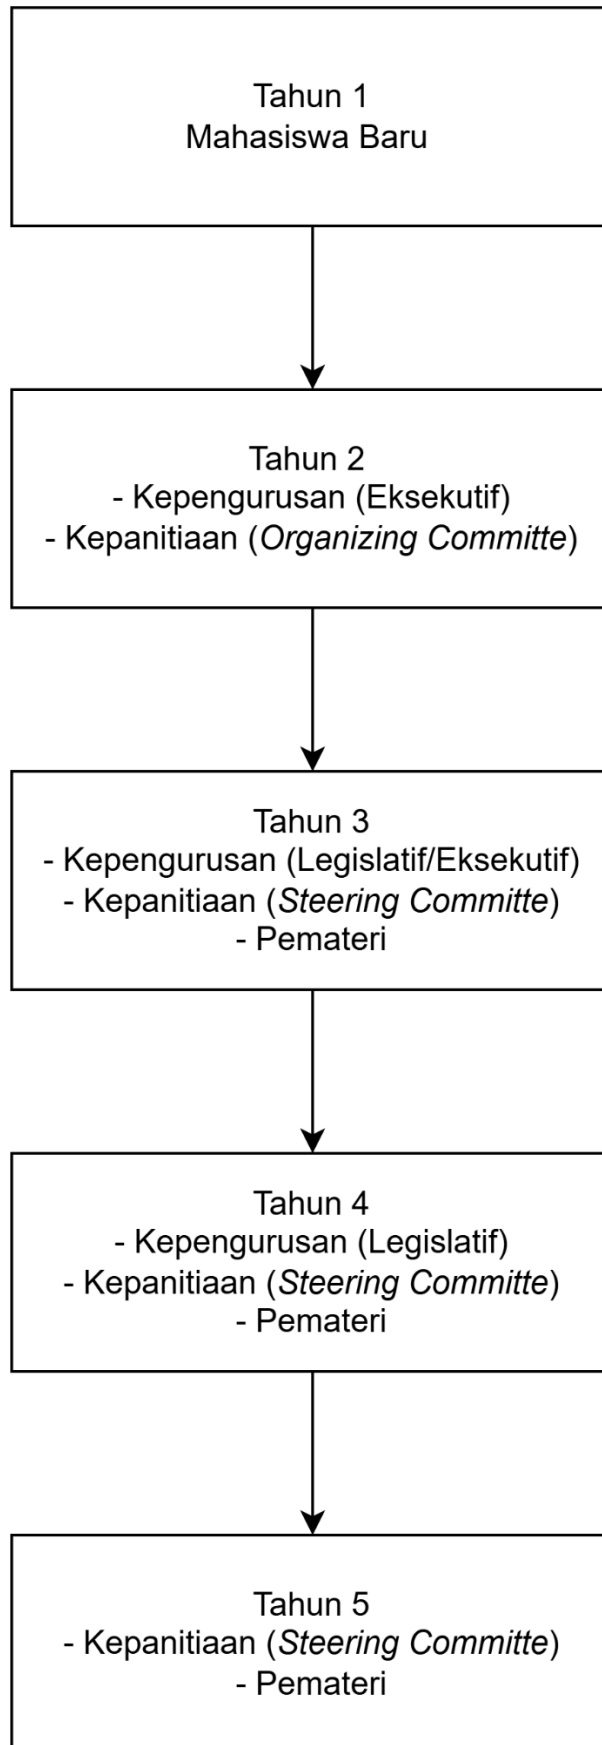 Tahun 1
Mahasiswa Baru
Tahun 2
- Kepengurusan (Eksekutif)
- Kepanitiaan (Organizing Committe)
Tahun 3
- Kepengurusan (Legislatif/Eksekutif)
- Kepanitiaan (Steering Committe)
- Pemateri
Tahun 4
- Kepengurusan (Legislatif)
- Kepanitiaan (Steering Committe)
- Pemateri
Tahun 5
- Kepanitiaan (Steering Committe)
- Pemateri